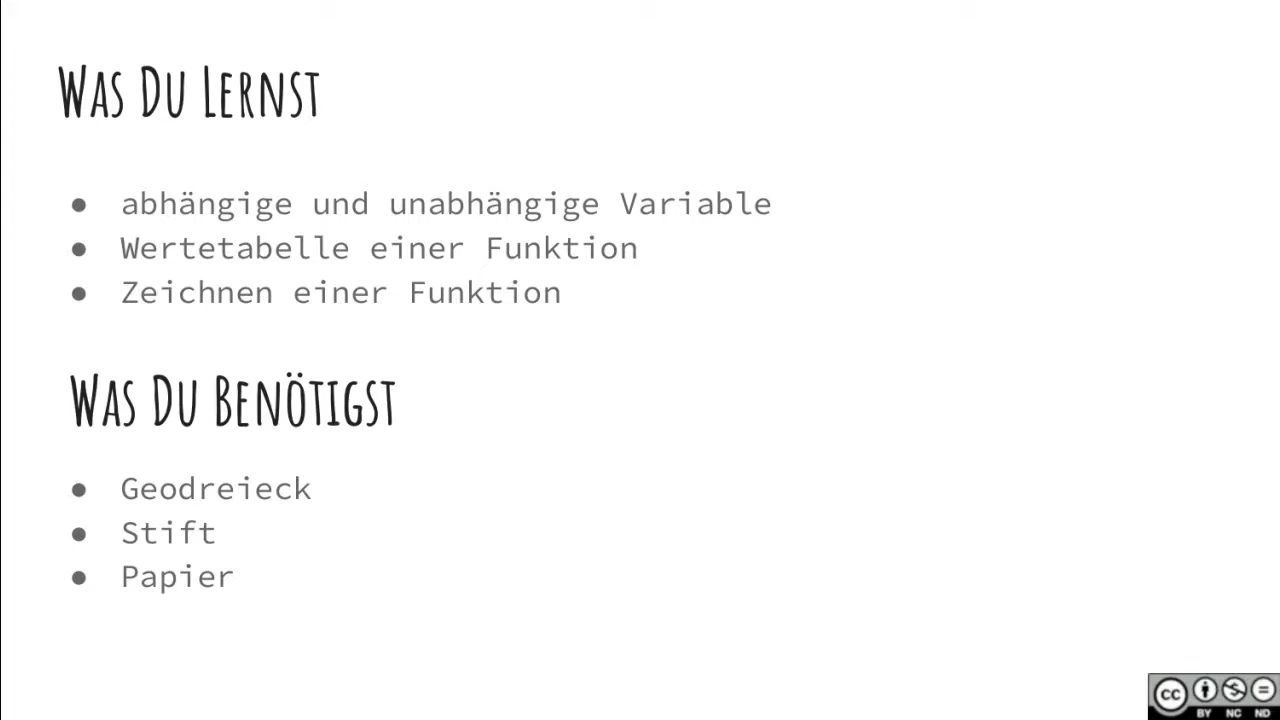 Was Du Lernst
● abhängige und unabhängige Variable
● Wertetabelle einer Funktion
● Zeichnen einer Funktion
Was Du Benötigst
● Geodreieck
● Stift
● Papier
cc
BY NC ND